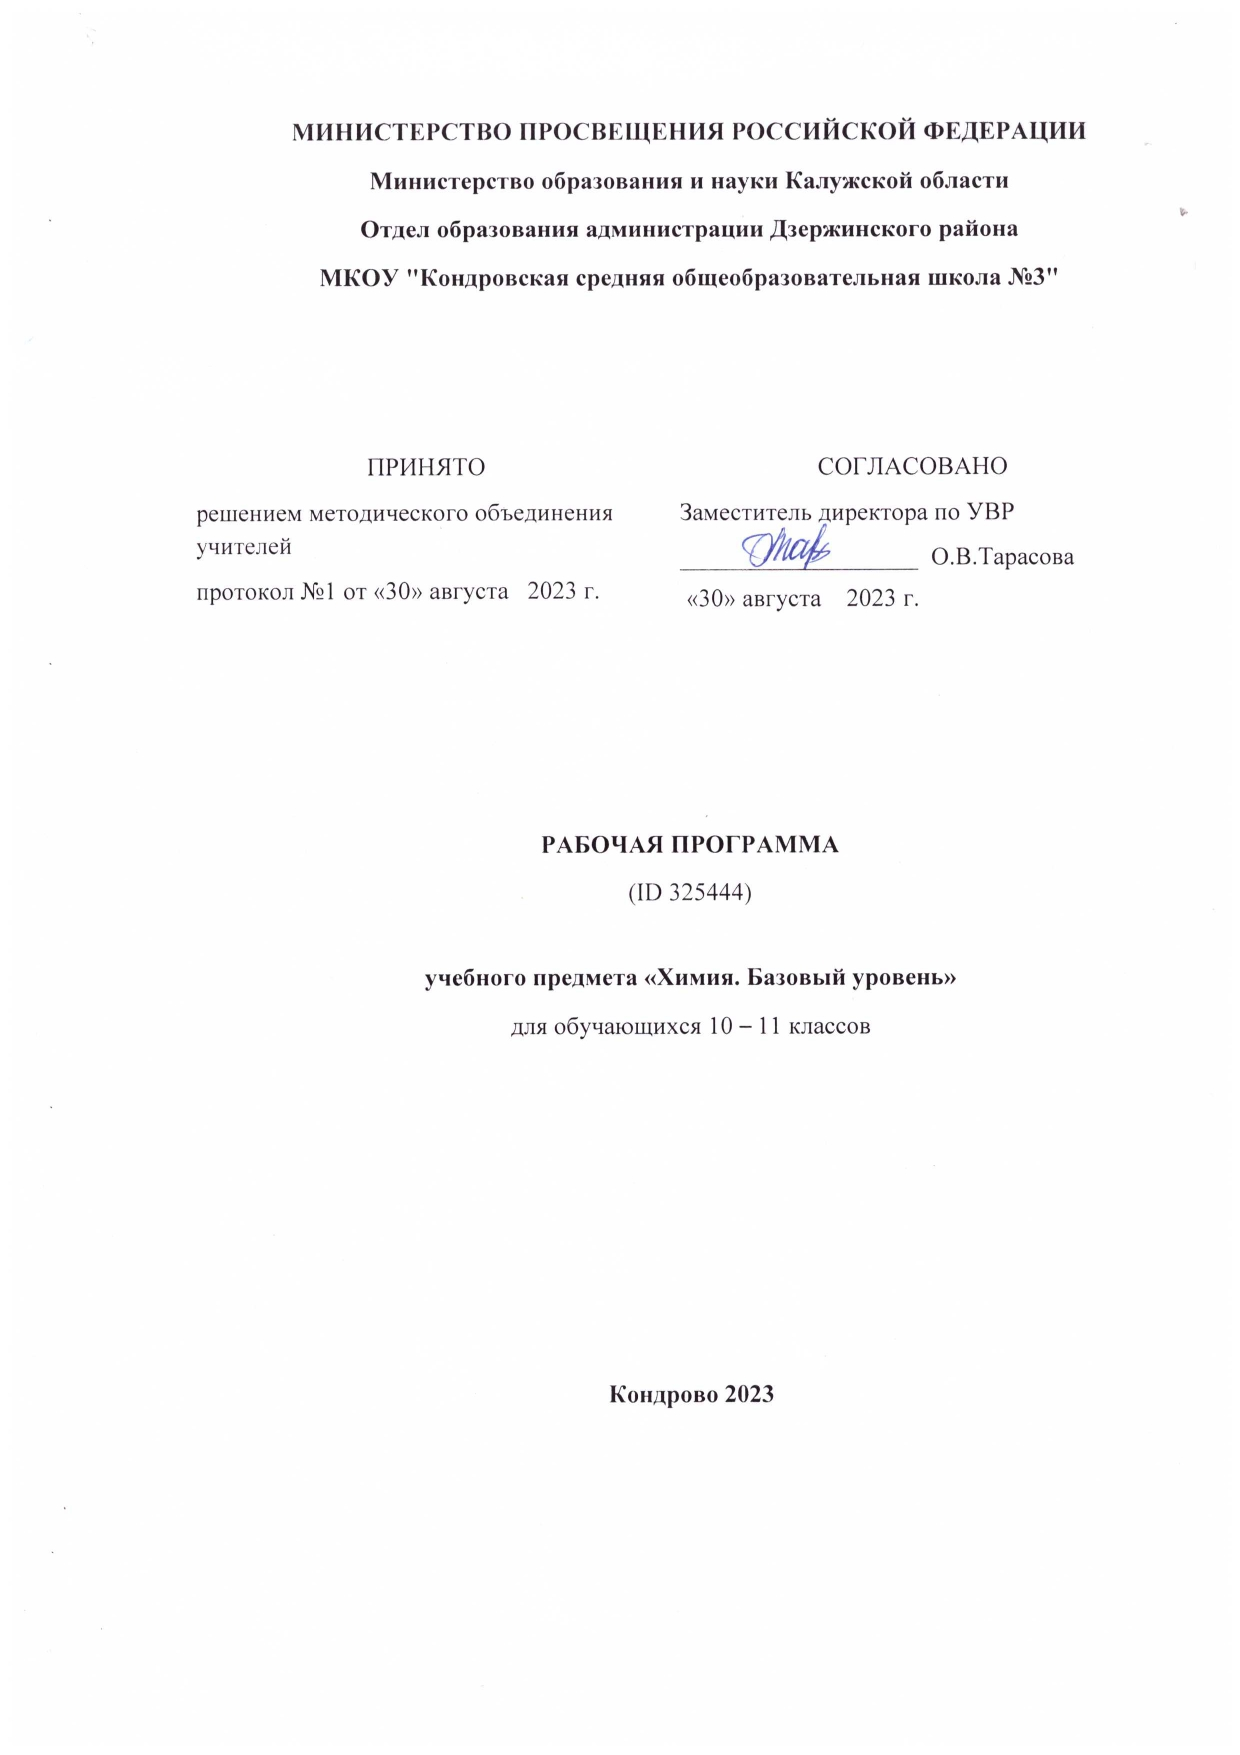 МИНИСТЕРСТВО ПРОСВЕЩЕНИЯ РОССИЙСКОЙ ФЕДЕРАЦИИ
Министерство образования и науки Калужской области
Отдел образования администрации Дзержинского района
МКОУ "Кондровская средняя общеобразовательная школа №3"
ПРИНЯТО
решением методического объединения
учителей
протокол №1 от «30» августа 2023 г.
СОГЛАСОВАНО
Заместитель директора по УВР
О.В.Тарасова
«30» августа 2023 г.
РАБОЧАЯ ПРОГРАММА
(ID 325444)
учебного предмета «Химия. Базовый уровень»
для обучающихся 10 – 11 классов
Кондрово 2023